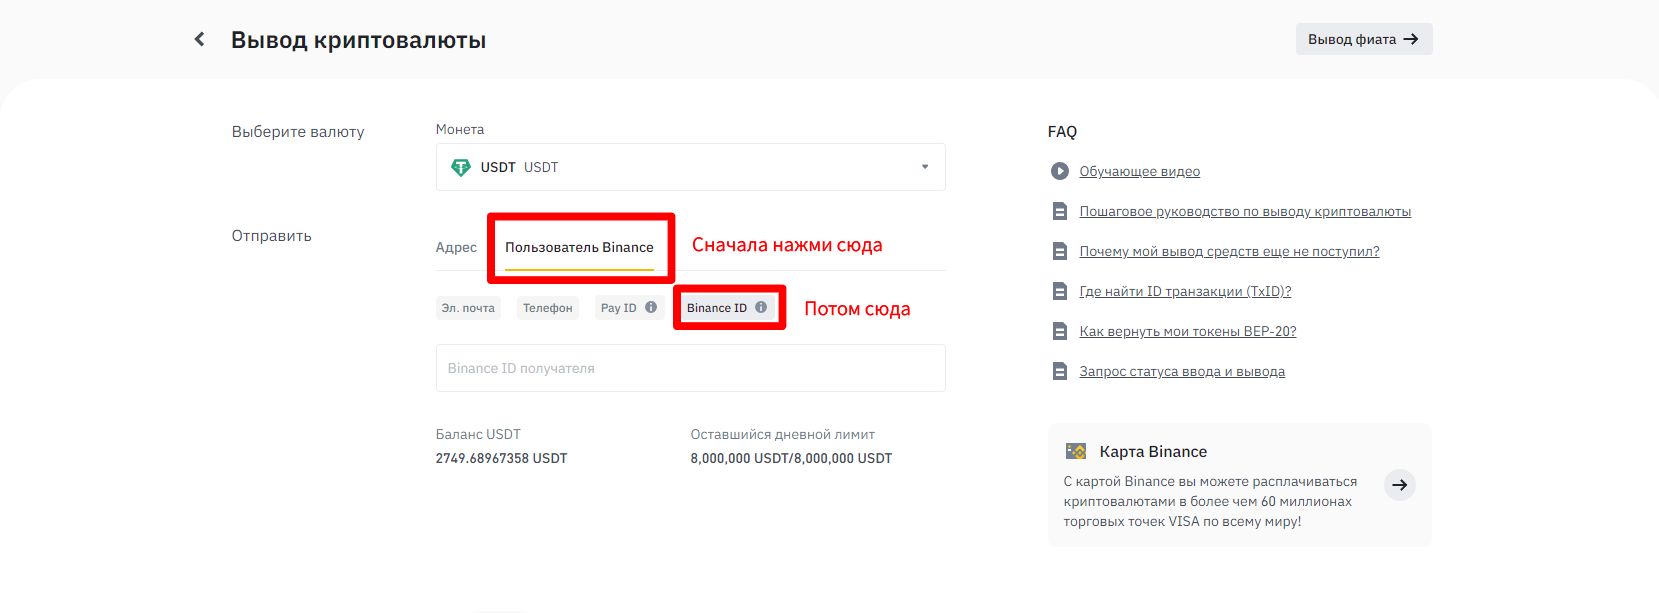 Вывод криптовалюты
Вывод фиата
Выберите валюту
Монета
USDT USDT
Отправить
Адрес
Пользователь Binance
Сначала нажми сюда
Эл. почта
Телефон
Pay ID
Binance ID
Потом сюда
Binance ID получателя
Баланс USDT
2749.68967358 USDT
Оставшийся дневной лимит
8,000,000 USDT/8,000,000 USDT
FAQ
Обучающее видео
Пошаговое руководство по выводу криптовалюты
Почему мой вывод средств еще не поступил?
Где найти ID транзакции (TxID)?
Как вернуть мои токены BEP-20?
Запрос статуса ввода и вывода
Карта Binance
С картой Binance вы можете расплачиваться
криптовалютами в более чем 60 миллионах
торговых точек VISA по всему миру!